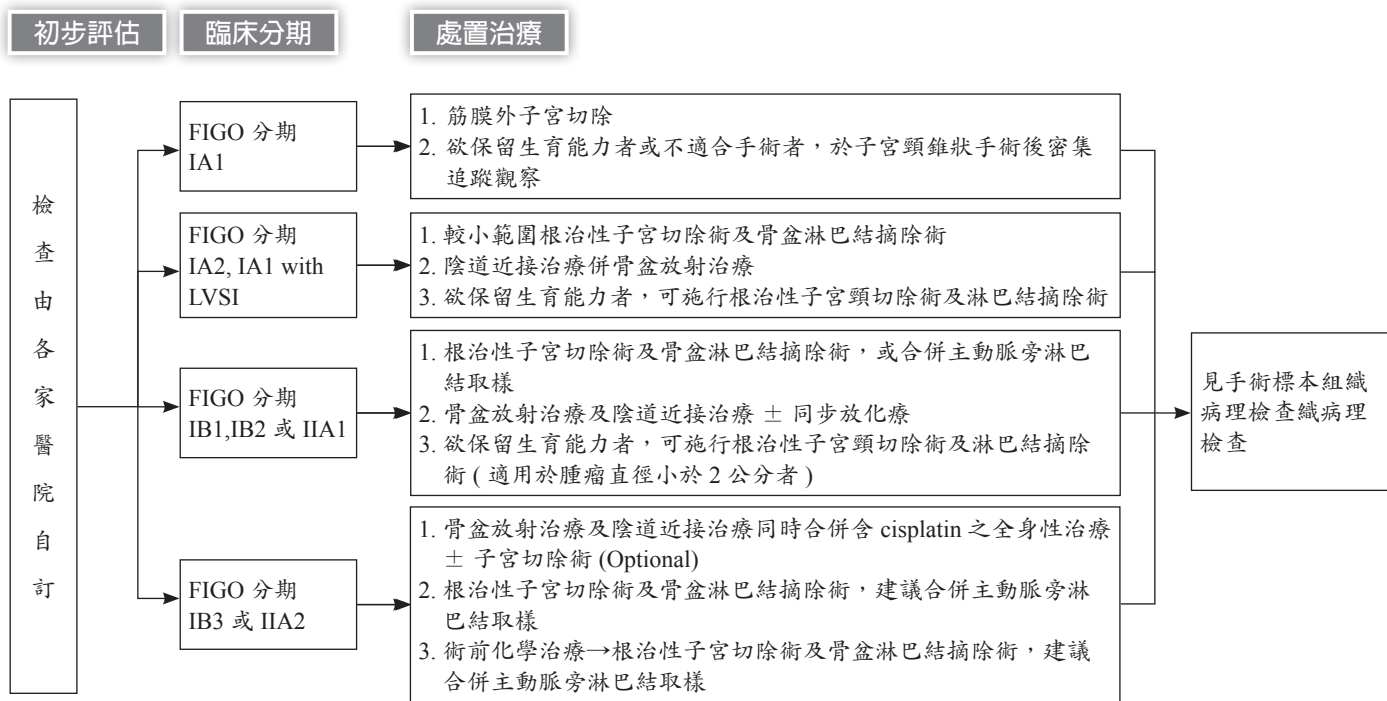 初步評估
臨床分期
處置治療
檢查由各家醫院自訂
FIGO 分期
IA1
1. 筋膜外子宮切除
2. 欲保留生育能力者或不適合手術者，於子宮頸錐狀手術後密集
追蹤觀察
FIGO 分期
IA2, IA1 with
LVSI
1. 較小範圍根治性子宮切除術及骨盆淋巴結摘除術
2. 陰道近接治療併骨盆放射治療
3. 欲保留生育能力者，可施行根治性子宮頸切除術及淋巴結摘除術
FIGO 分期
IB1,IB2 或 IIA1
1. 根治性子宮切除術及骨盆淋巴結摘除術，或合併主動脈旁淋巴
結取樣
2. 骨盆放射治療及陰道近接治療 ± 同步放化療
3. 欲保留生育能力者，可施行根治性子宮頸切除術及淋巴結摘除
術 ( 適用於腫瘤直徑小於 2 公分者 )
FIGO 分期
IB3 或 IIA2
1. 骨盆放射治療及陰道近接治療同時合併含 cisplatin 之全身性治療
± 子宮切除術 (Optional)
2. 根治性子宮切除術及骨盆淋巴結摘除術，建議合併主動脈旁淋
巴結取樣
3. 術前化學治療→根治性子宮切除術及骨盆淋巴結摘除術，建議
合併主動脈旁淋巴結取樣
見手術標本組織
病理檢查織病理
檢查